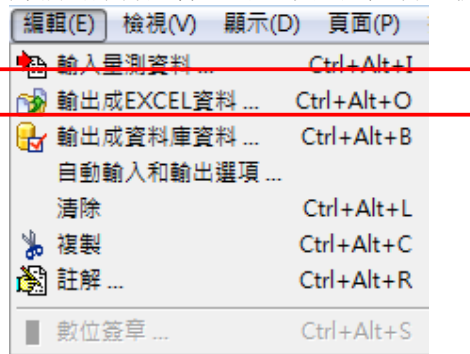 編輯(E) 檢視(V) 顯示(D) 頁面(P)
輸入量測資料 ... Ctrl+Alt+I
輸出成EXCEL資料 ... Ctrl+Alt+O
輸出成資料庫資料 ... Ctrl+Alt+B
自動輸入和輸出選項 ...
清除 Ctrl+Alt+L
複製 Ctrl+Alt+C
註解 ... Ctrl+Alt+R
數位簽章 ... Ctrl+Alt+S